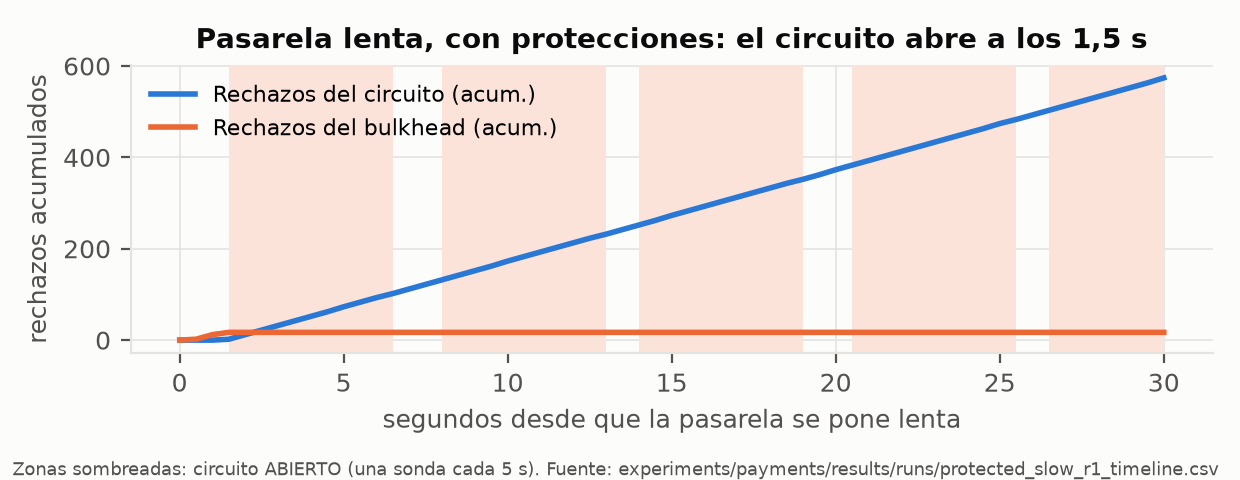 Pasarela lenta, con protecciones: el circuito abre a los 1,5 s
rechazos acumulados
600
400
200
0
Rechazos del circuito (acum.)
Rechazos del bulkhead (acum.)
0 5 10 15 20 25 30
segundos desde que la pasarela se pone lenta
Zonas sombreadas: circuito ABIERTO (una sonda cada 5 s). Fuente: experiments/payments/results/runs/protected_slow_r1_timeline.csv